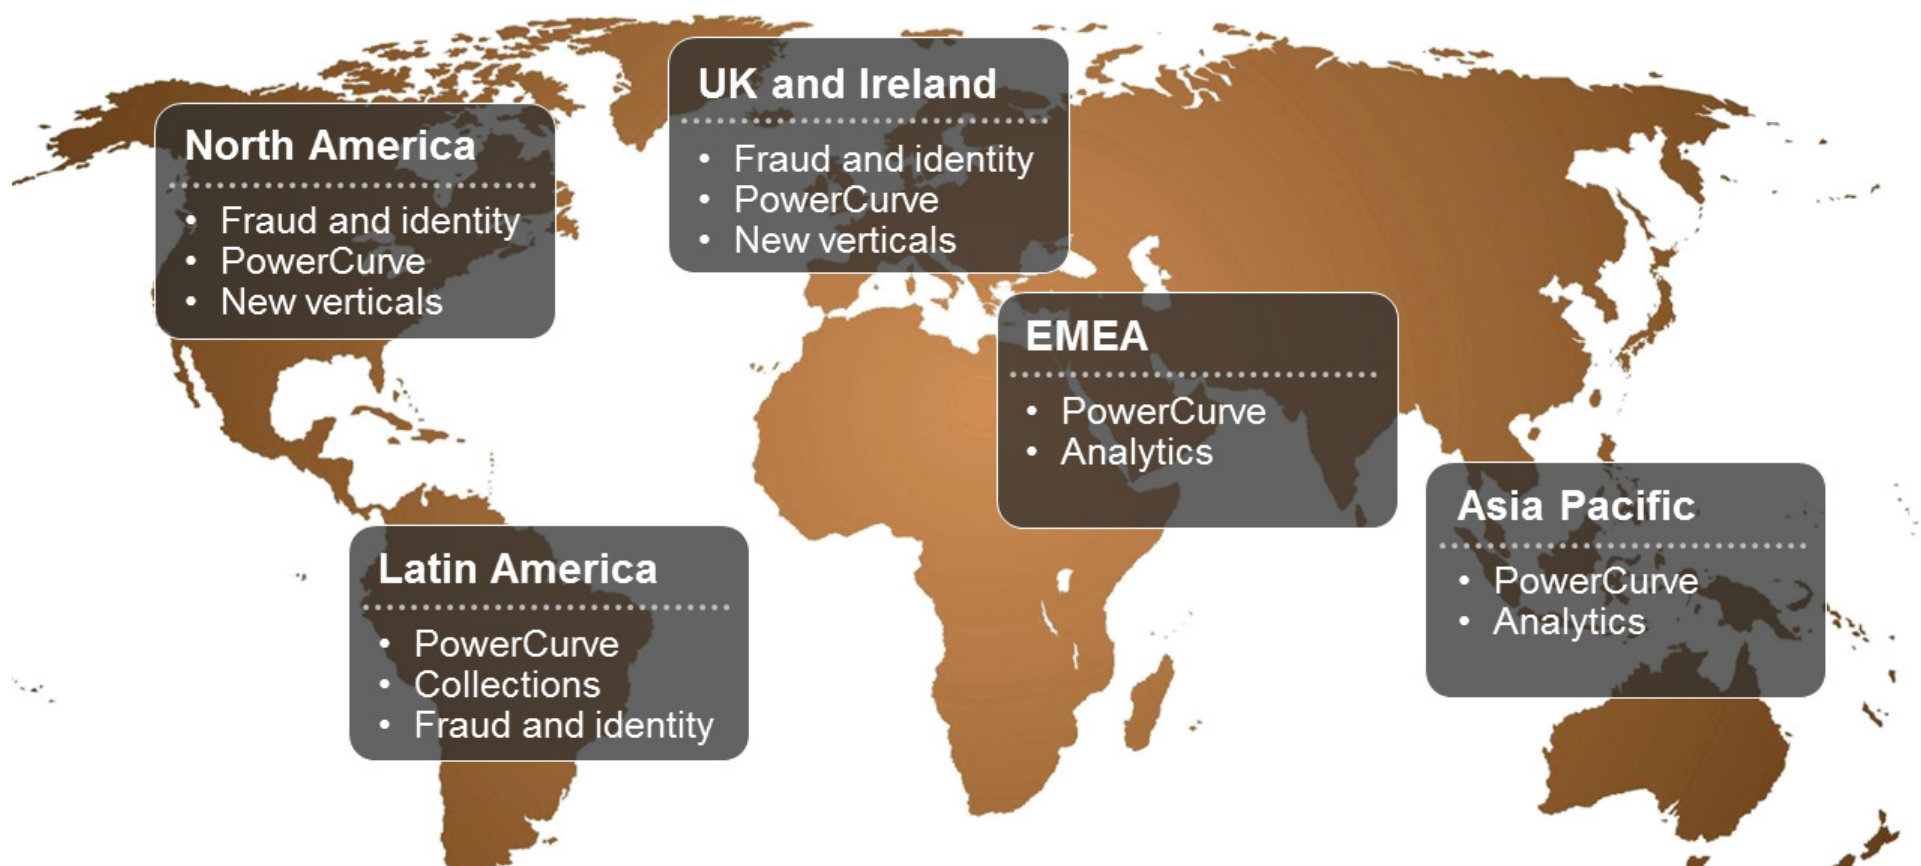 UK and Ireland
• Fraud and identity
• PowerCurve
• New verticals
North America
• Fraud and identity
• PowerCurve
• New verticals
EMEA
• PowerCurve
• Analytics
Asia Pacific
• PowerCurve
• Analytics
Latin America
• PowerCurve
• Collections
• Fraud and identity